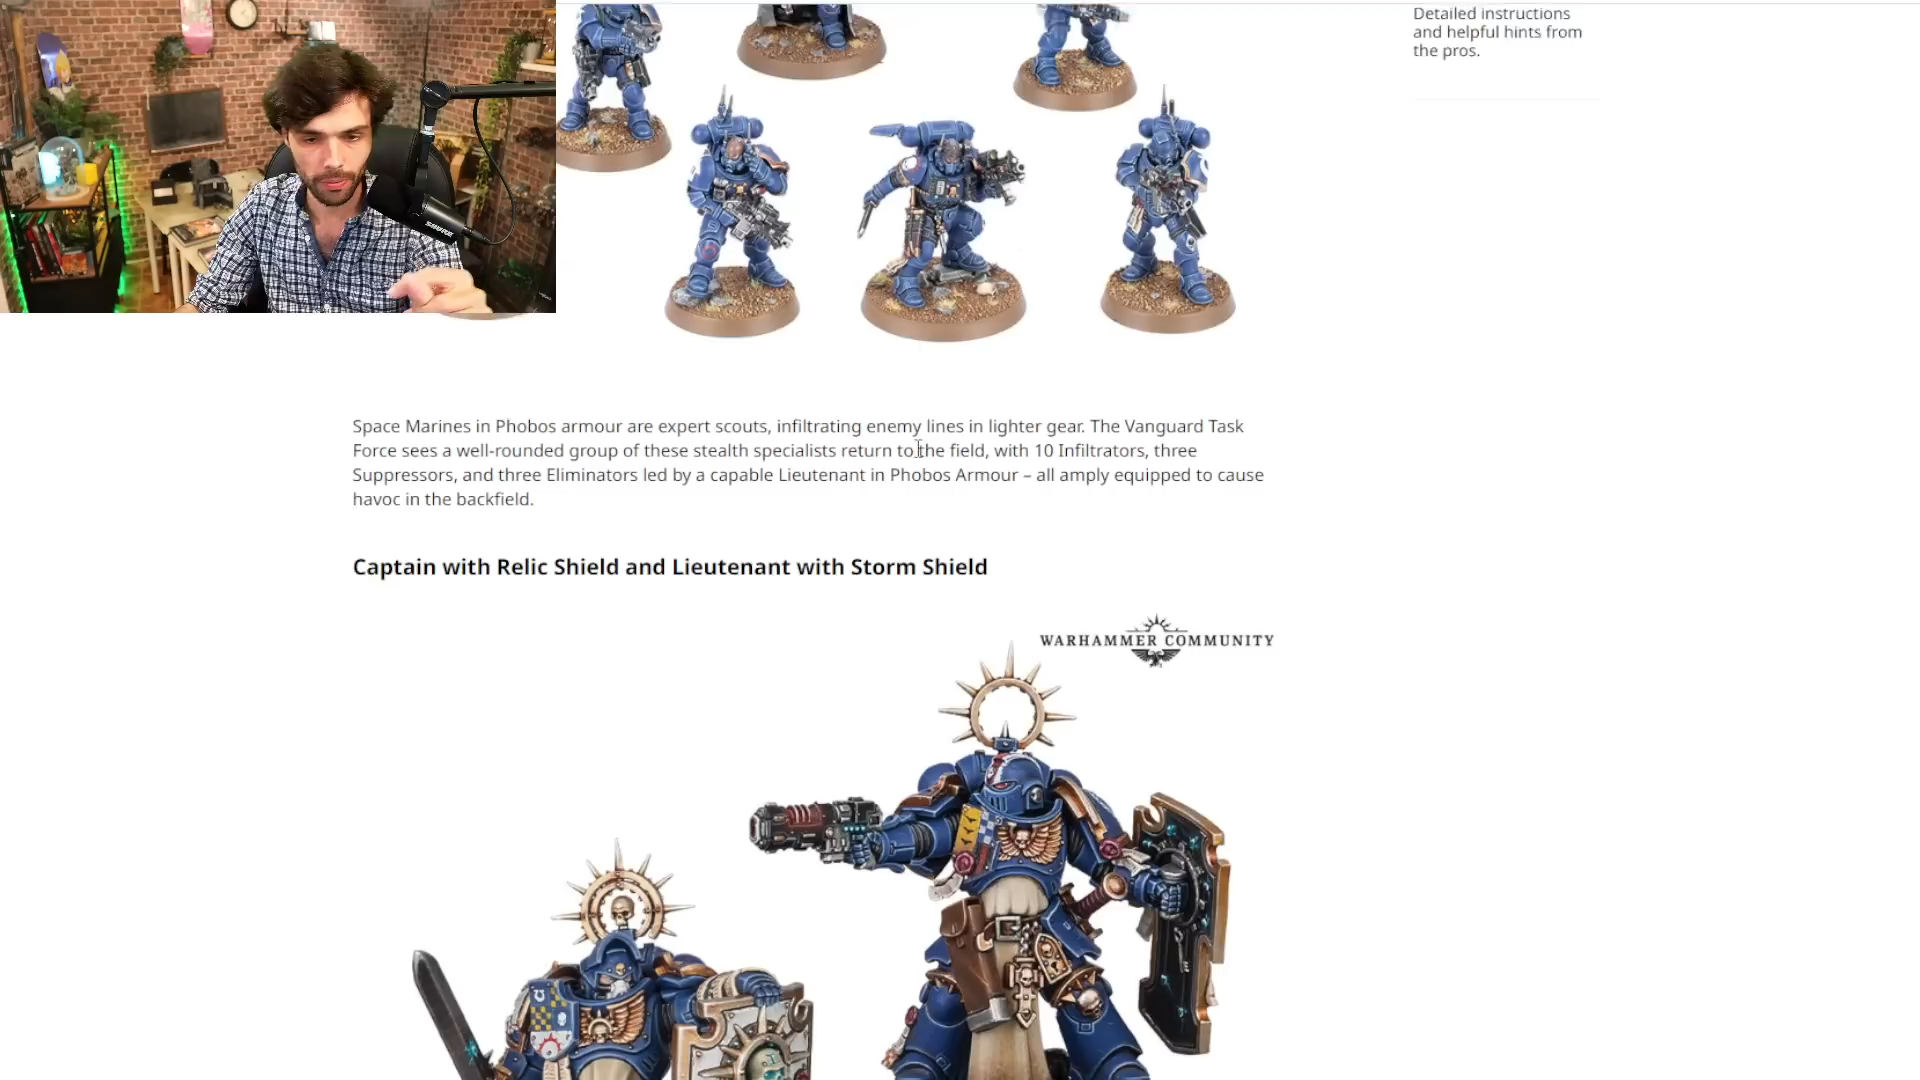 Detailed instructions
and helpful hints from
the pros.
SHURE
Space Marines in Phobos armour are expert scouts, infiltrating enemy lines in lighter gear. The Vanguard Task
Force sees a well-rounded group of these stealth specialists return to the field, with 10 Infiltrators, three
Suppressors, and three Eliminators led by a capable Lieutenant in Phobos Armour – all amply equipped to cause
havoc in the backfield.
Captain with Relic Shield and Lieutenant with Storm Shield
WARHAMMER COMMUNITY